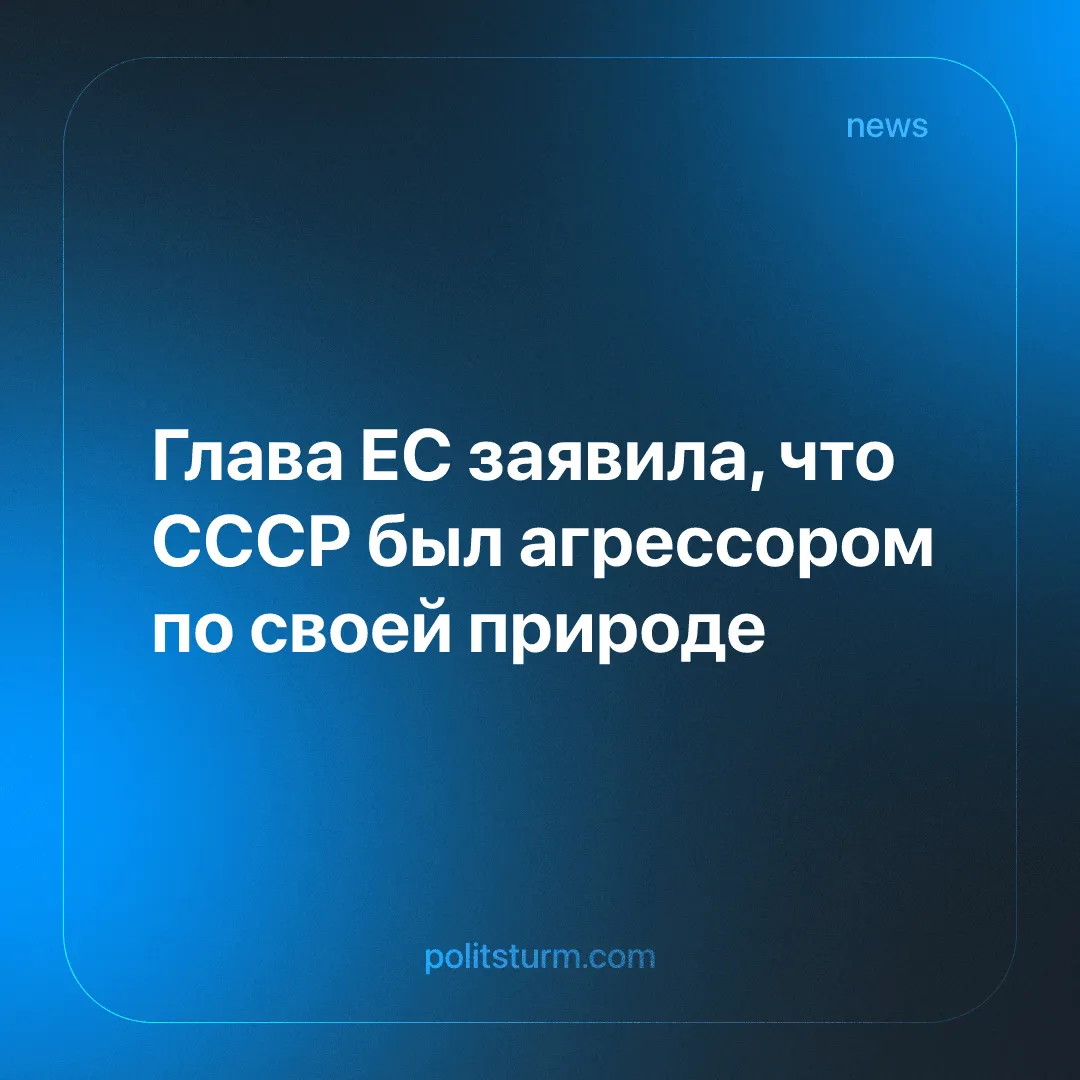 news
Глава ЕС заявила, что
СССР был агрессором
по своей природе
politsturm.com